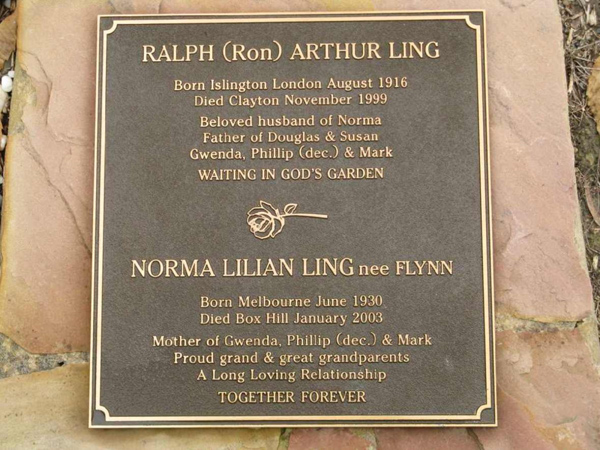 RALPH (Ron) ARTHUR LING
Born Islington London August 1916
Died Clayton November 1999
Beloved husband of Norma
Father of Douglas & Susan
Gwenda, Phillip (dec.) & Mark
WAITING IN GOD'S GARDEN
NORMA LILIAN LING nee FLYNN
Born Melbourne June 1930
Died Box Hill January 2003
Mother of Gwenda, Phillip (dec.) & Mark
Proud grand & great grandparents
A Long Loving Relationship
TOGETHER FOREVER